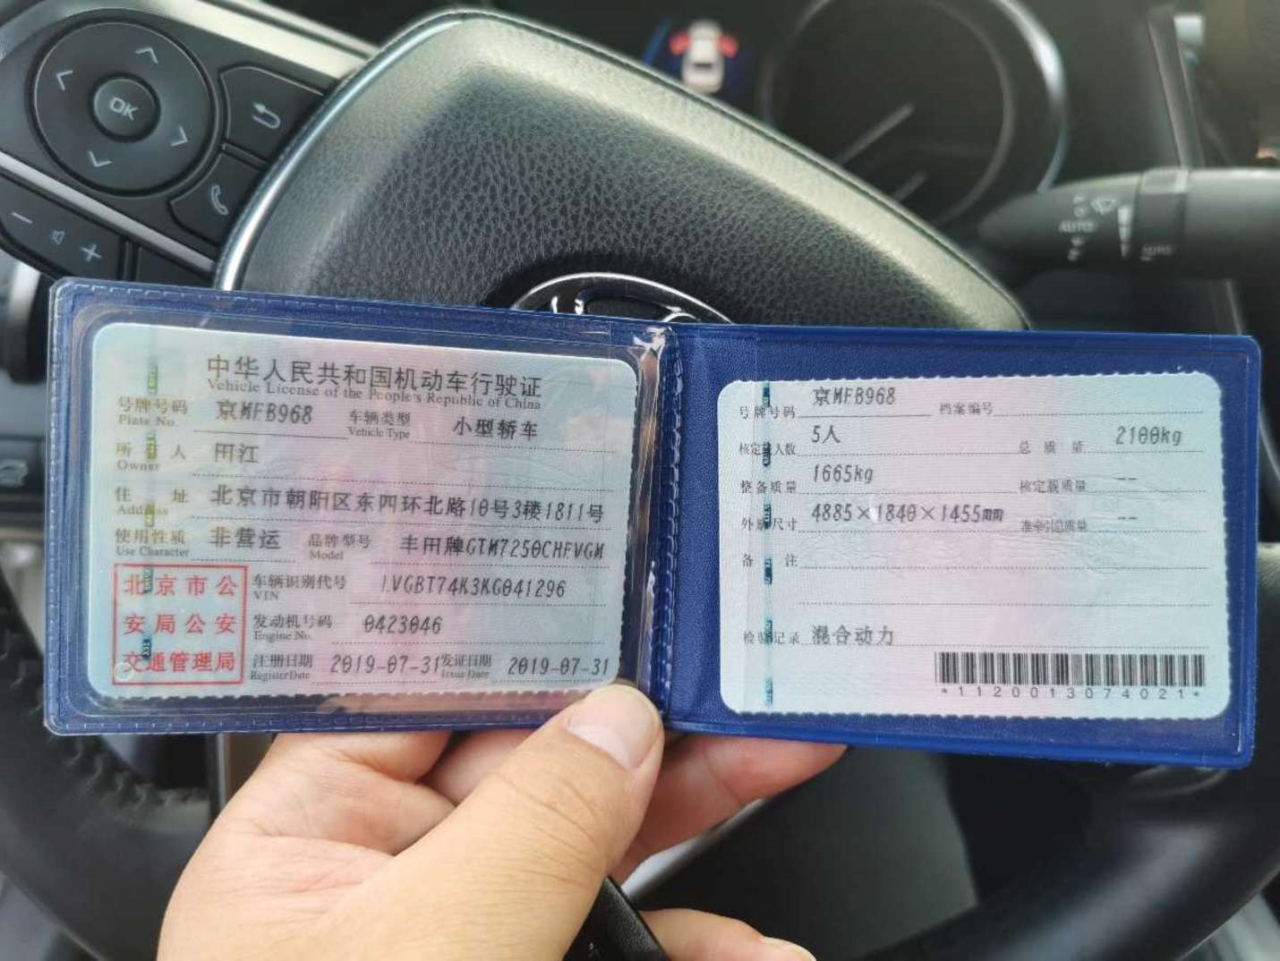 OK
AUTO
中华人民共和国机动车行驶证
Vehicle License of the People's Republic of China
号牌号码 京MFB968 车辆类型 小型轿车
Plate No. Vehicle Type
所 有 人 田江
Owner
住 址 北京市朝阳区东四环北路10号3楼1811号
Address
使用性质 非营运 品牌型号 丰田牌GTM7250CHFVGM
Use Character Model
北京市公
安局公安
交通管理局
车辆识别代号 LVGBT74K3KG041296
VIN
发动机号码 0423046
Engine No.
注册日期 2019-07-31 发证日期 2019-07-31
Register Date Issue Date
号牌号码 京MFB968 档案编号
核定载人数 5人 总 质 量 2100kg
整备质量 1665kg 核定载质量 --
外廓尺寸 4885×1840×1455mm 准牵引总质量 --
备 注
检验记录 混合动力
*1120013074021*